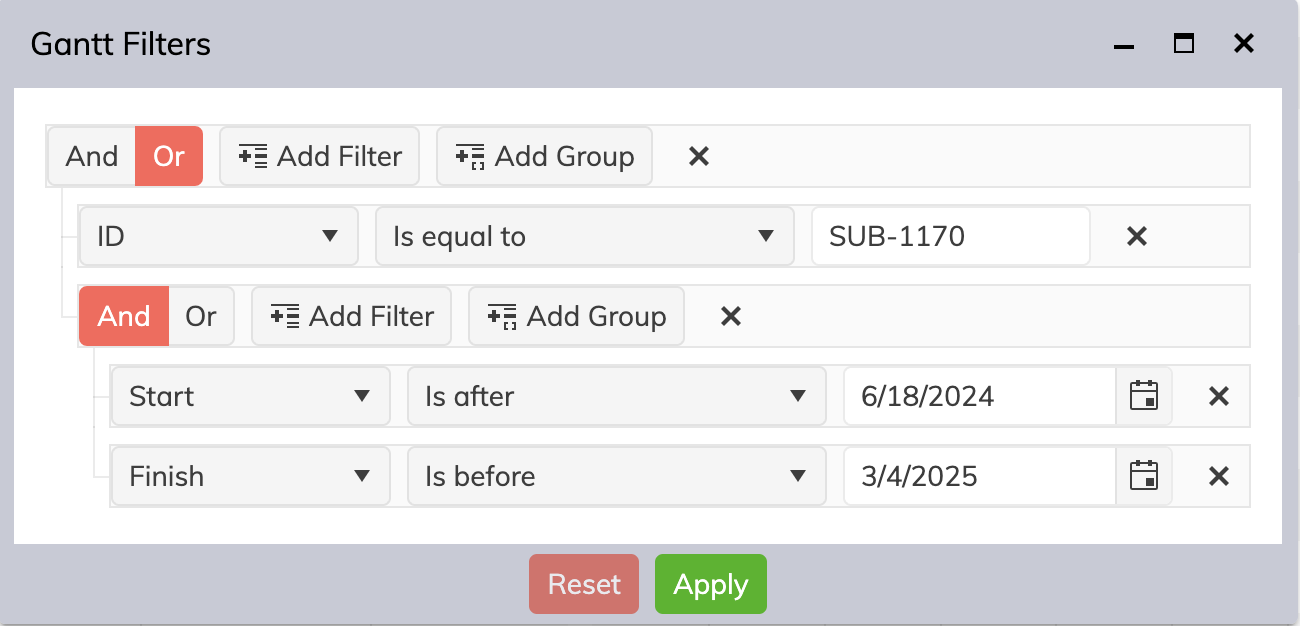 Gantt Filters
And Or Add Filter Add Group
ID Is equal to SUB-1170
And Or Add Filter Add Group
Start Is after 6/18/2024
Finish Is before 3/4/2025
Reset Apply